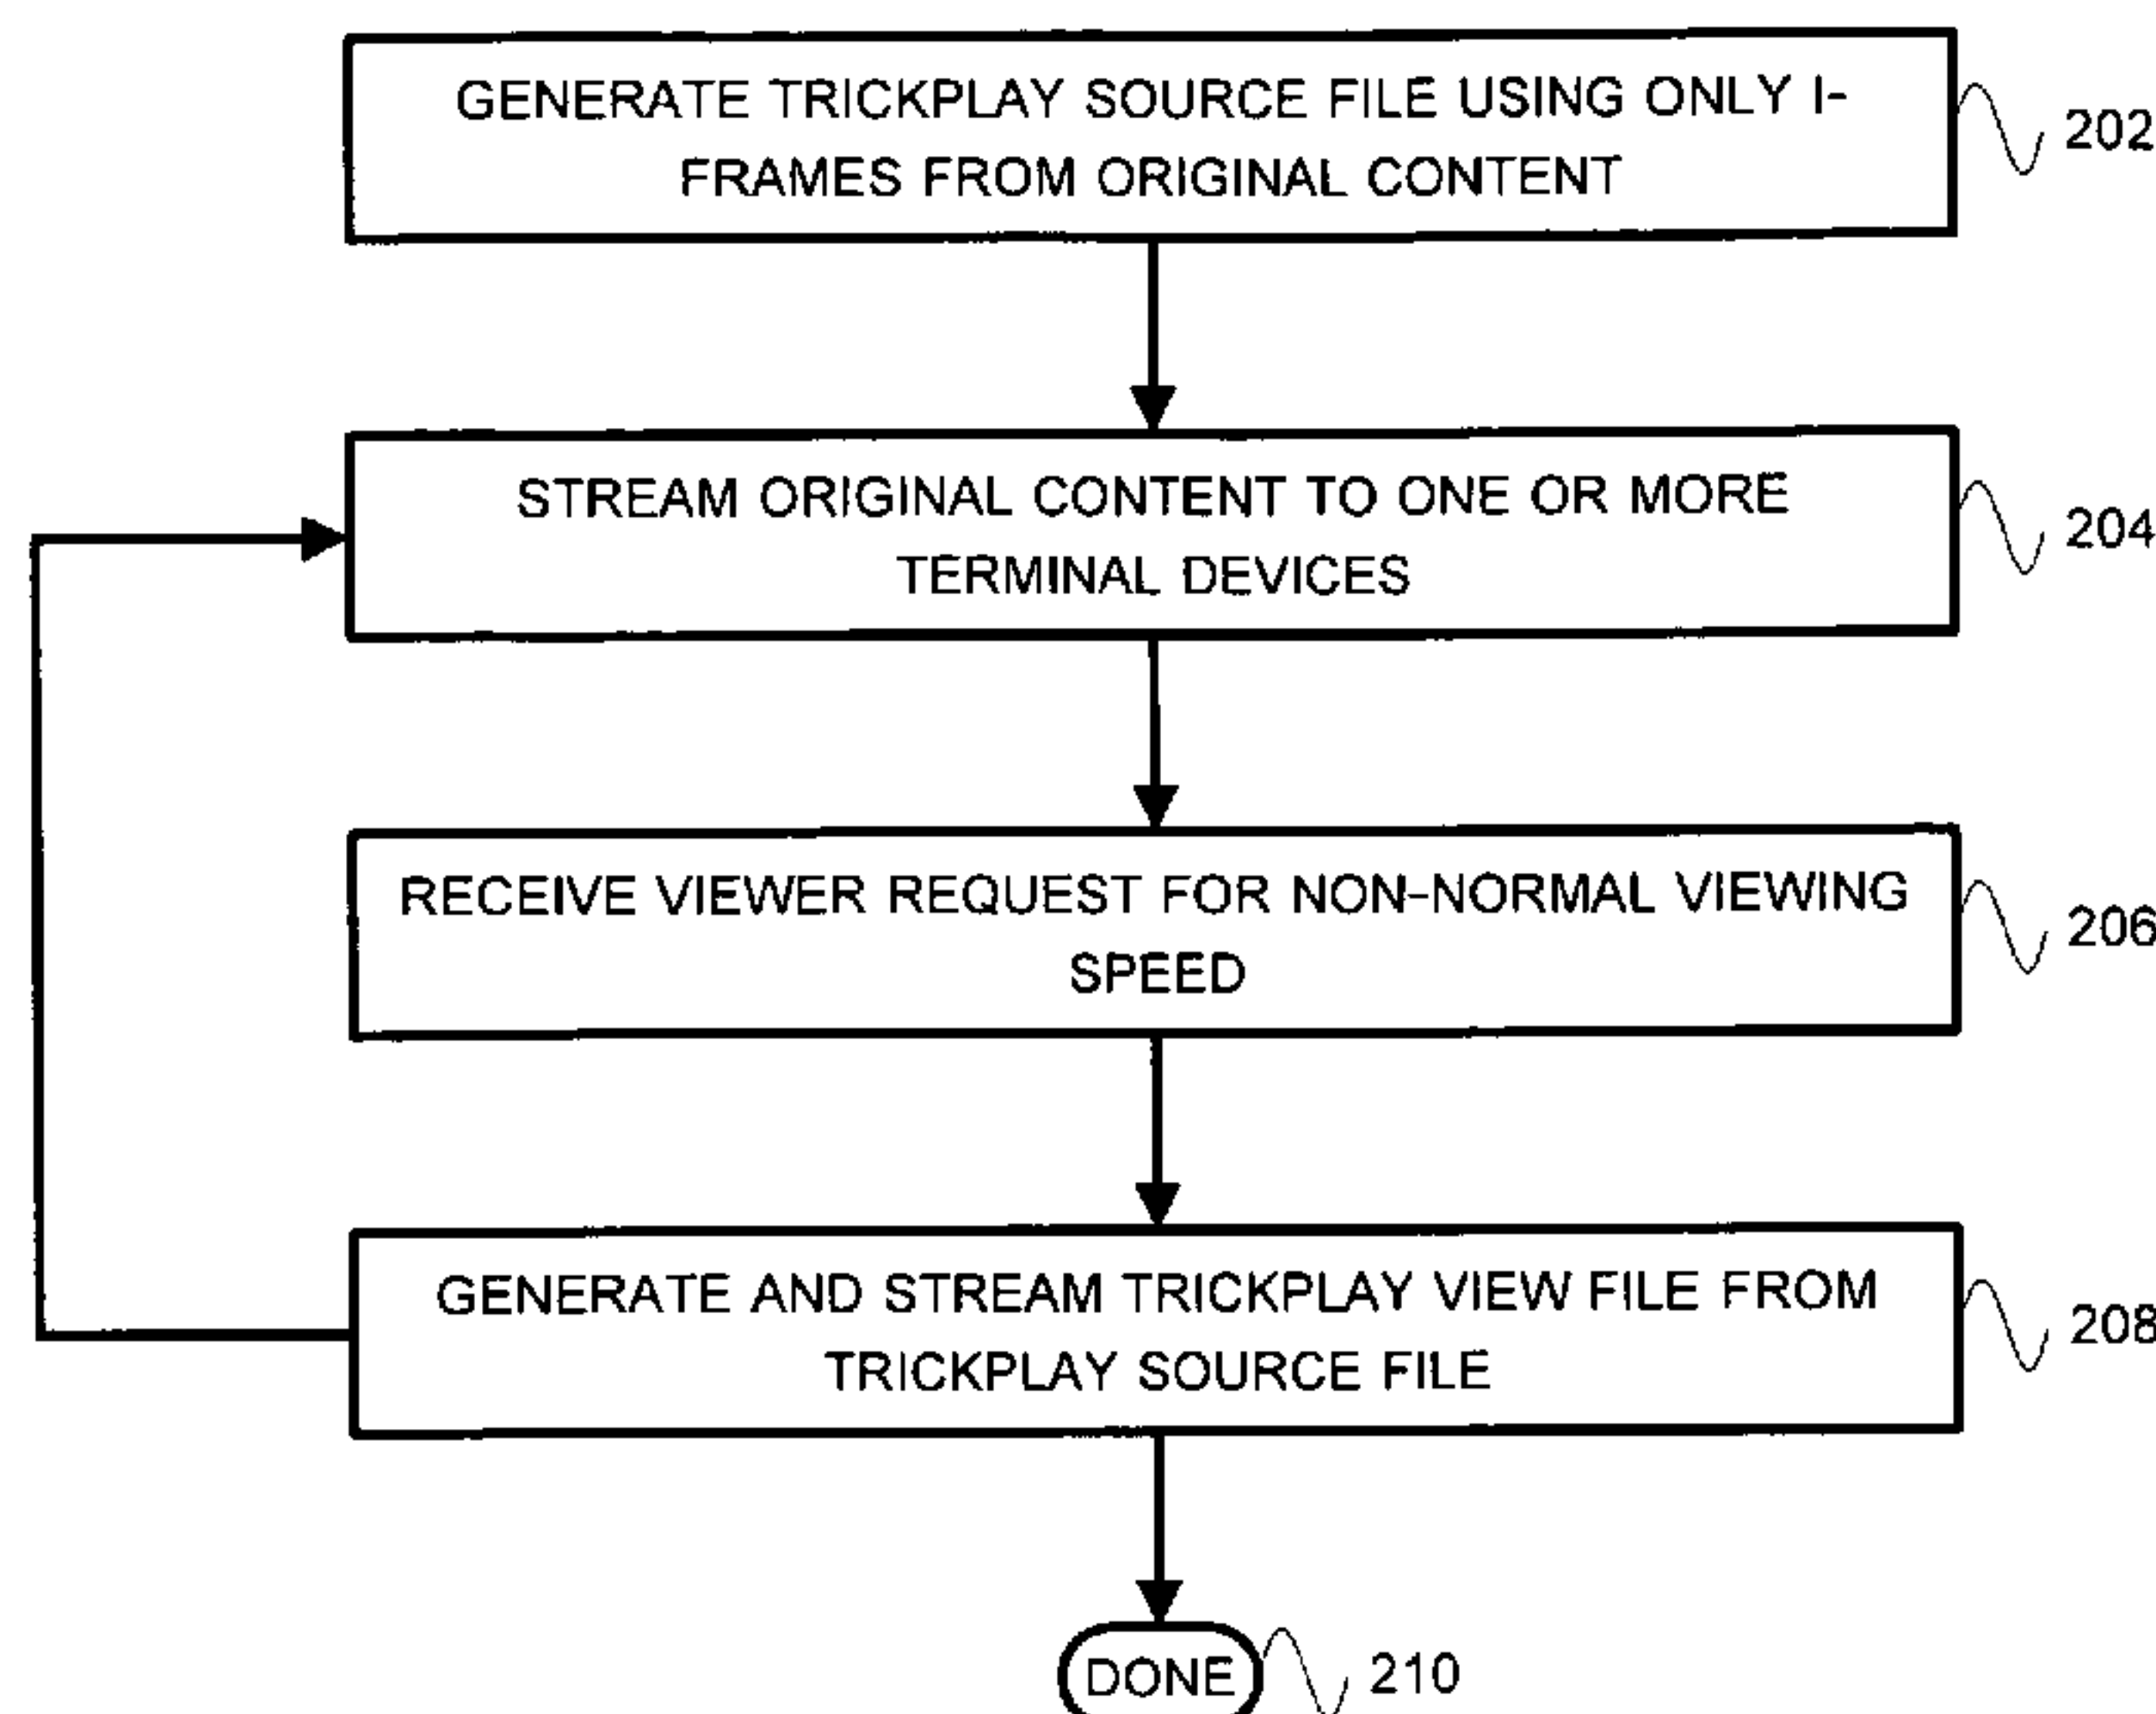 GENERATE TRICKPLAY SOURCE FILE USING ONLY I-
FRAMES FROM ORIGINAL CONTENT
202
STREAM ORIGINAL CONTENT TO ONE OR MORE
TERMINAL DEVICES
204
RECEIVE VIEWER REQUEST FOR NON-NORMAL VIEWING
SPEED
206
GENERATE AND STREAM TRICKPLAY VIEW FILE FROM
TRICKPLAY SOURCE FILE
208
DONE
210